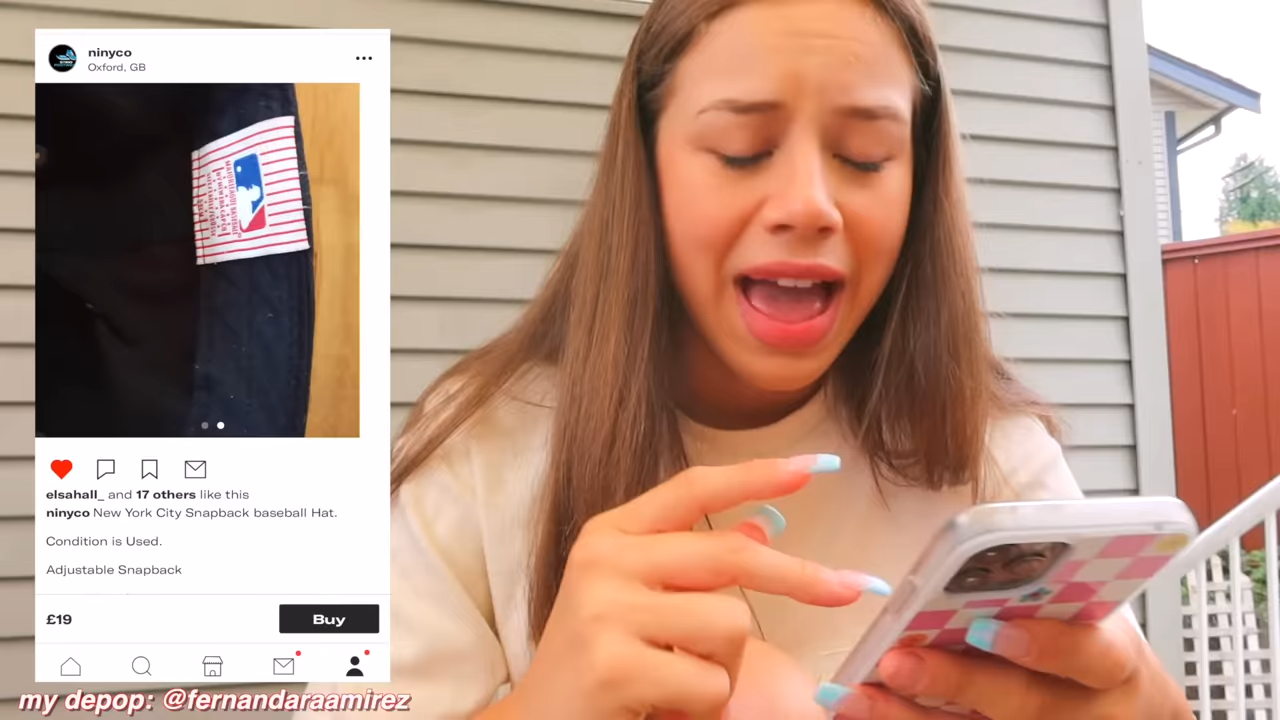 ninyco
Oxford, GB
elsahall_ and 17 others like this
ninyco New York City Snapback baseball Hat.
Condition is Used.
Adjustable Snapback
£19
Buy
my depop: @fernandaraamirez